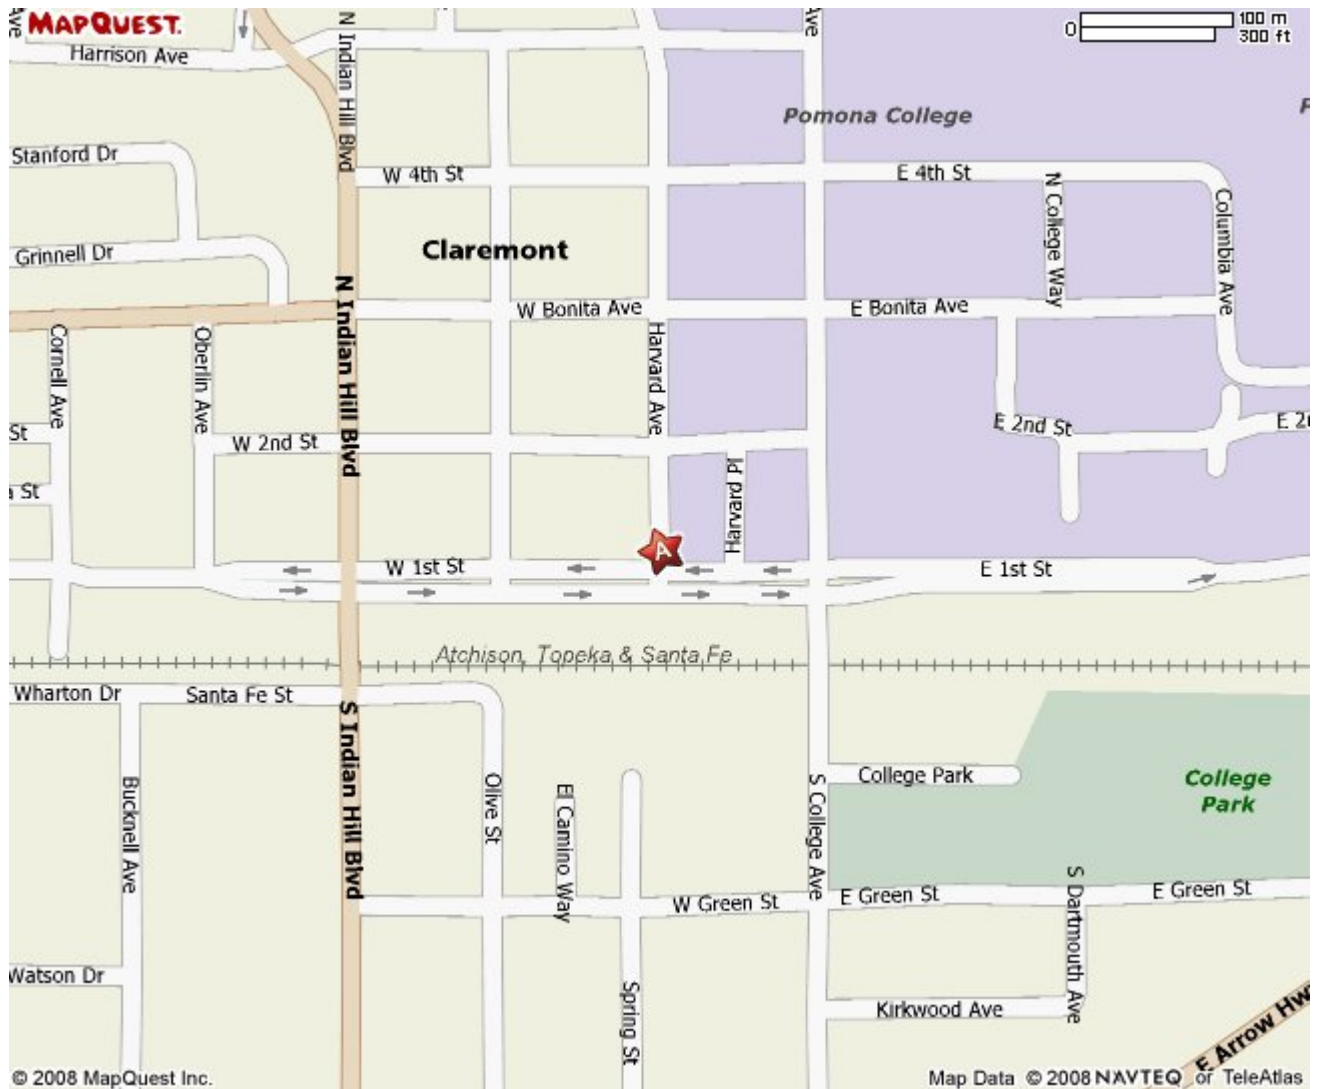 Ave
MAPQUEST.
Harrison Ave
N Indian Hill Blvd
Ave
0
100 m
300 ft
Pomona College
P
Stanford Dr
W 4th St
E 4th St
N College Way
Columbia Ave
Grinnell Dr
Claremont
N Indian Hill Blvd
W Bonita Ave
E Bonita Ave
Cornell Ave
Oberlin Ave
Harvard Ave
St
W 2nd St
E 2nd St
E 2
a St
Harvard Pl
A
W 1st St
E 1st St
Atchison, Topeka & Santa Fe
Wharton Dr
Santa Fe St
S Indian Hill Blvd
Bucknell Ave
Olive St
El Camino Way
S College Ave
College Park
College
Park
W Green St
E Green St
E Green St
S Dartmouth Ave
Watson Dr
Spring St
Kirkwood Ave
E Arrow Hw
© 2008 MapQuest Inc.
Map Data © 2008 NAVTEQ or TeleAtlas